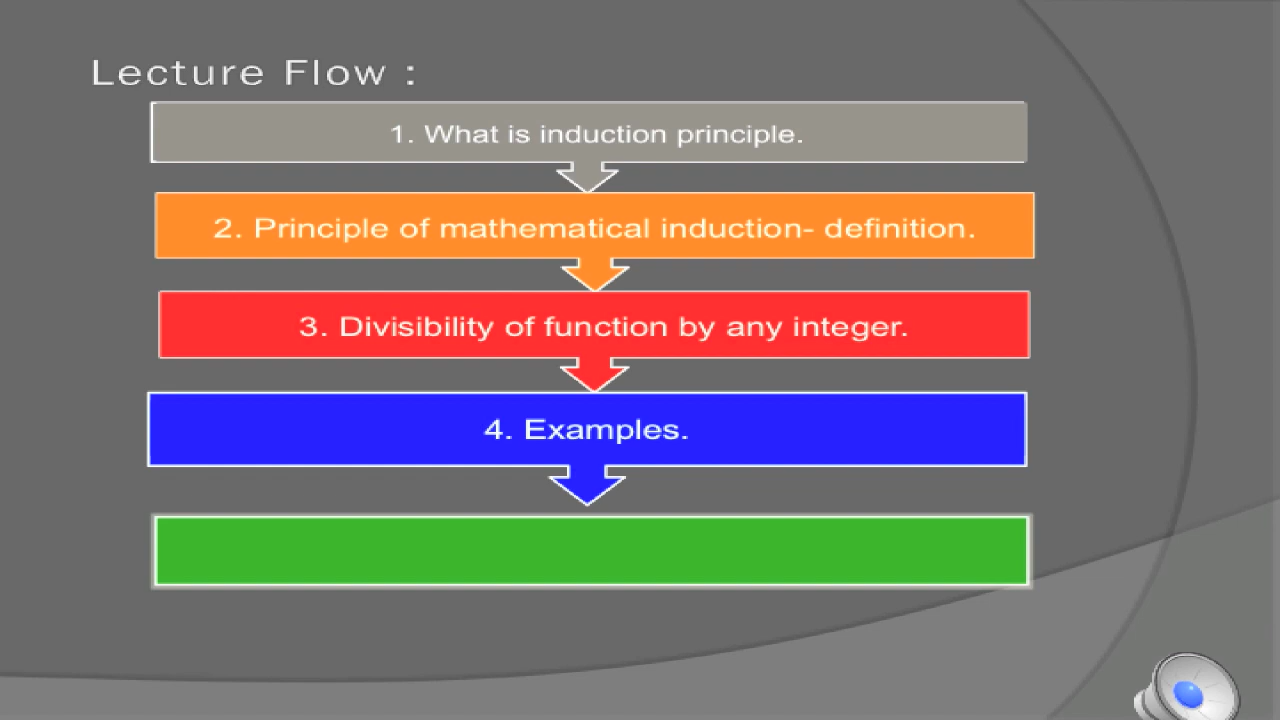 Lecture Flow :
1. What is induction principle.
2. Principle of mathematical induction- definition.
3. Divisibility of function by any integer.
4. Examples.